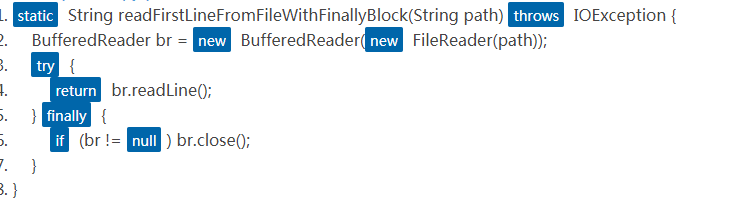 1. static String readFirstLineFromFileWithFinallyBlock(String path) throws IOException {
2. BufferedReader br = new BufferedReader(new FileReader(path));
3. try {
4. return br.readLine();
5. } finally {
6. if (br != null ) br.close();
7. }
8. }